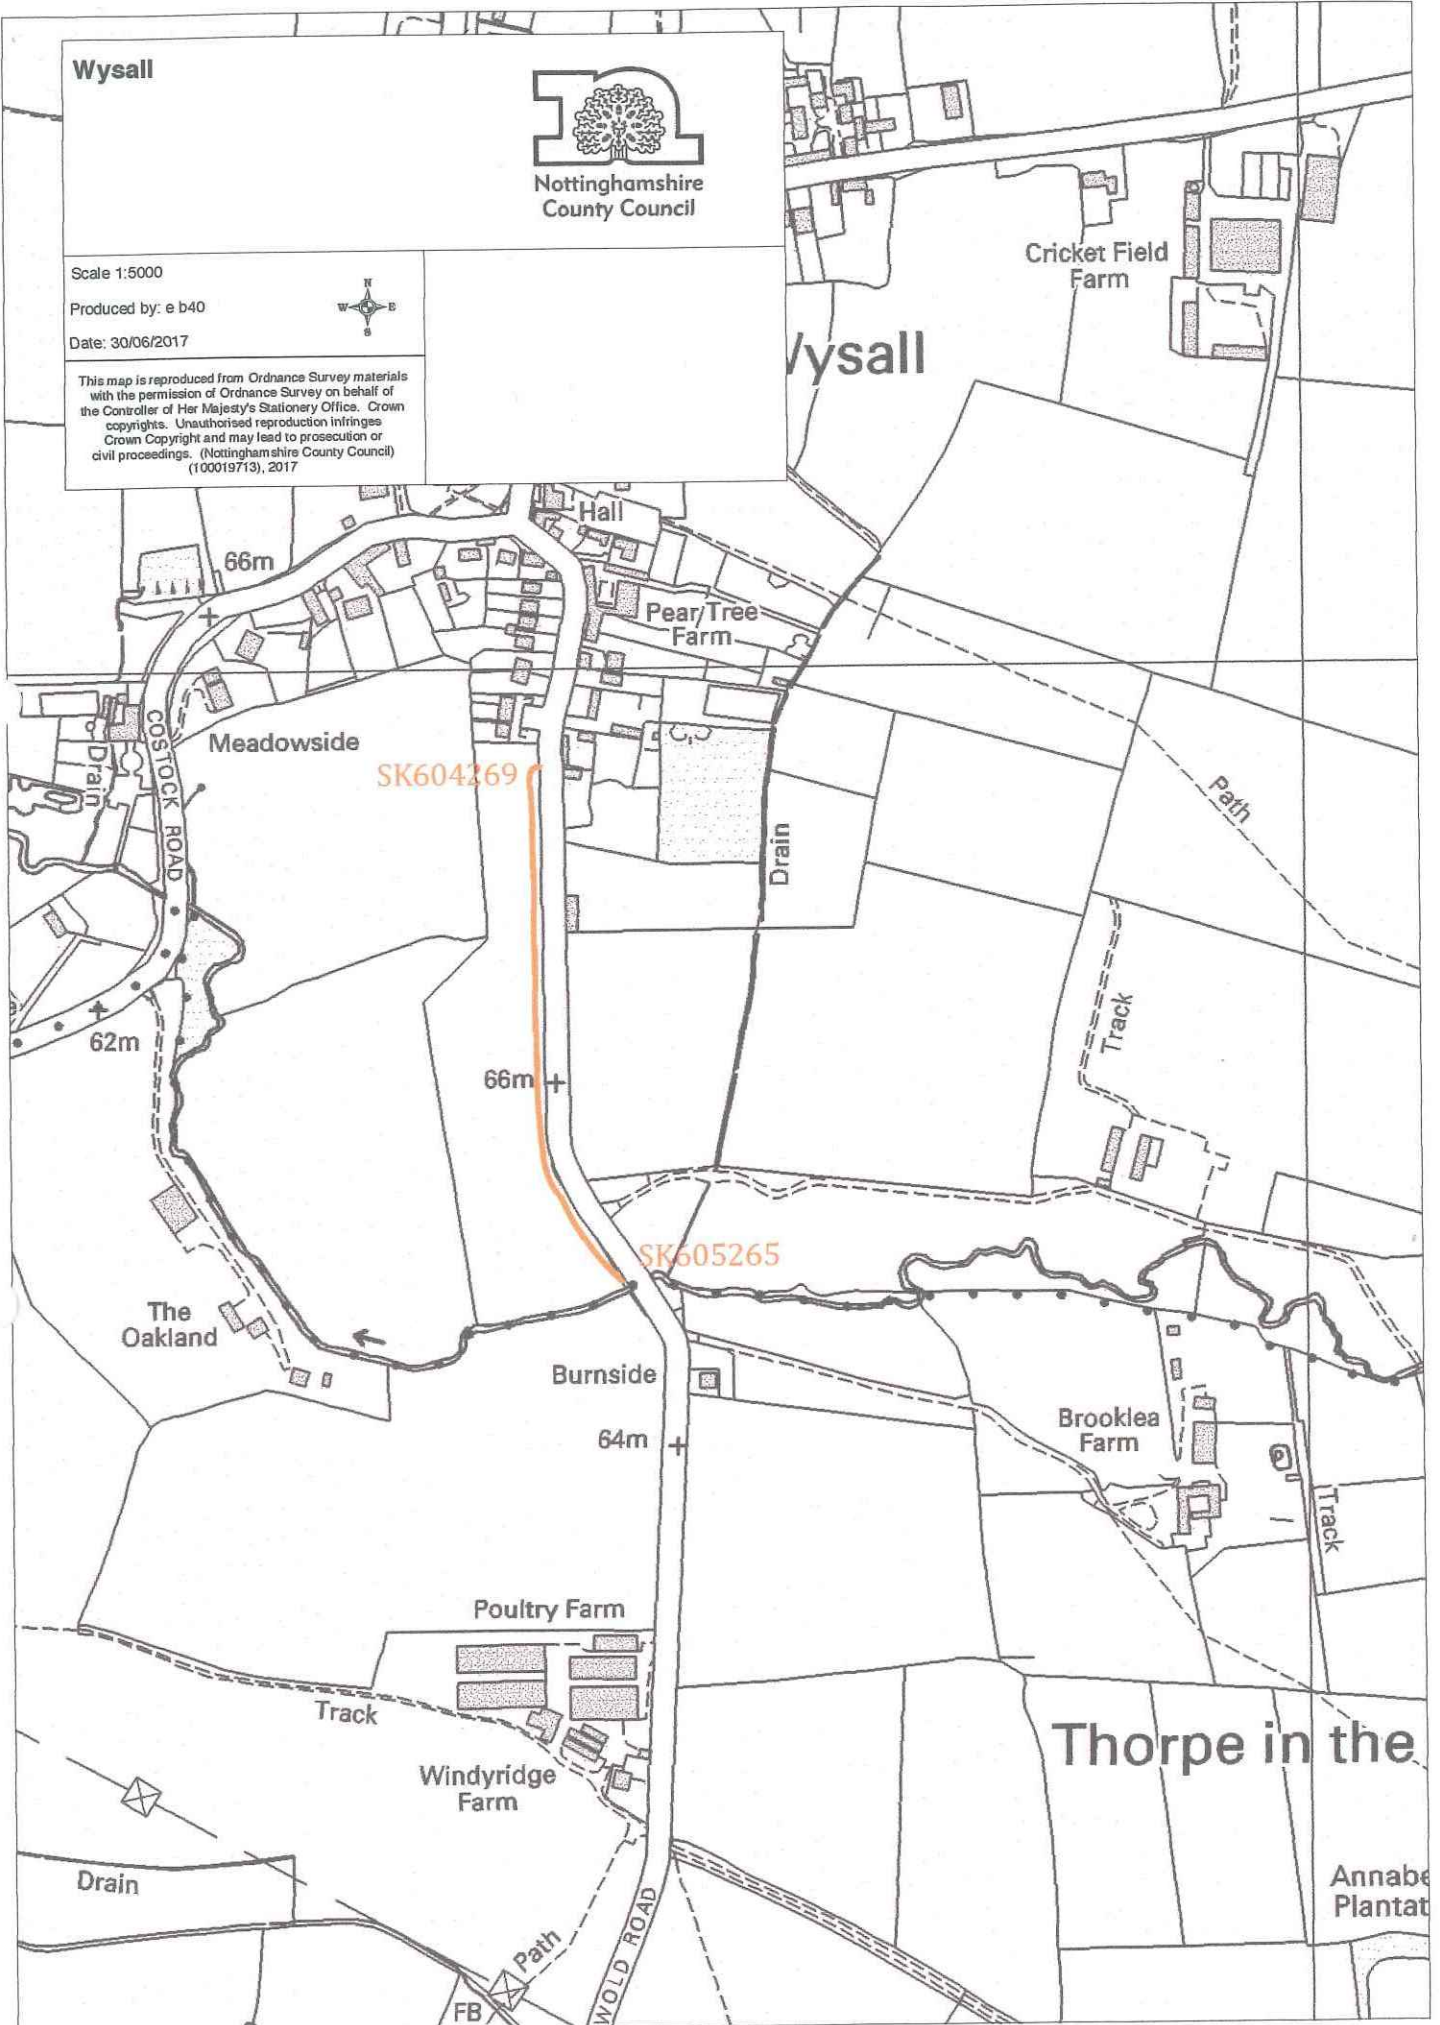 Wysall
Nottinghamshire
County Council
Scale 1:5000
Produced by: e b40
Date: 30/06/2017
N
W E
S
This map is reproduced from Ordnance Survey materials
with the permission of Ordnance Survey on behalf of
the Controller of Her Majesty's Stationery Office. Crown
copyrights. Unauthorised reproduction infringes
Crown Copyright and may lead to prosecution or
civil proceedings. (Nottinghamshire County Council)
(100019713), 2017
Cricket Field
Farm
Wysall
Hall
66m
Pear Tree
Farm
Meadowside
COSTOCK ROAD
Drain
SK604269
Path
Drain
Track
62m
66m
SK605265
The
Oakland
Burnside
64m
Brooklea
Farm
Track
Poultry Farm
Track
Windyridge
Farm
Thorpe in the
Drain
Annabe
Plantat
Path
WOLD ROAD
FB